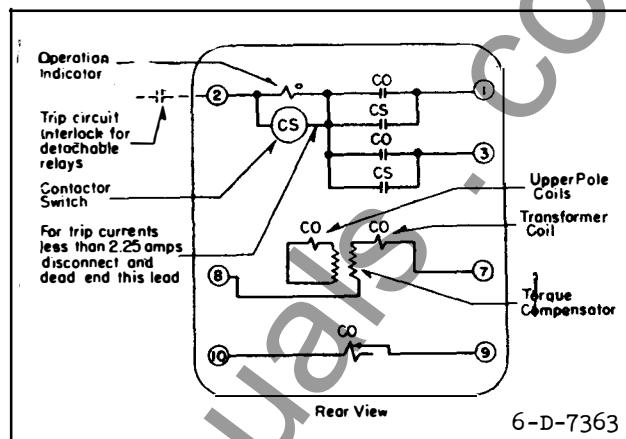 Operation
Indicator
Trip circuit
interlock for
detachable
relays
Contactor
Switch
For trip currents
less than 2.25 amps
disconnect and
dead end this lead
2
CO
1
CS
CS
CO
3
CS
Upper Pole
Coils
CO
CO
Transformer
Coil
8
7
Torque
Compensator
CO
10
9
Rear View
6-D-7363
uals.co